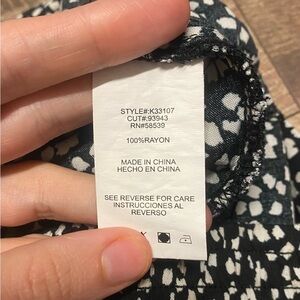 STYLE#:K33107
CUT#.93943
RN#58539
100%RAYON
MADE IN CHINA
HECHO EN CHINA
SEE REVERSE FOR CARE
INSTRUCCIONES AL
REVERSO